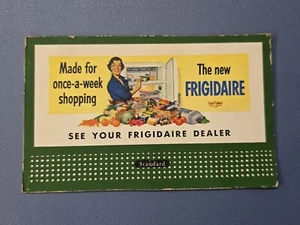 Made for
once-a-week
shopping
The new
FRIGIDAIRE
SEE YOUR FRIGIDAIRE DEALER
Standard